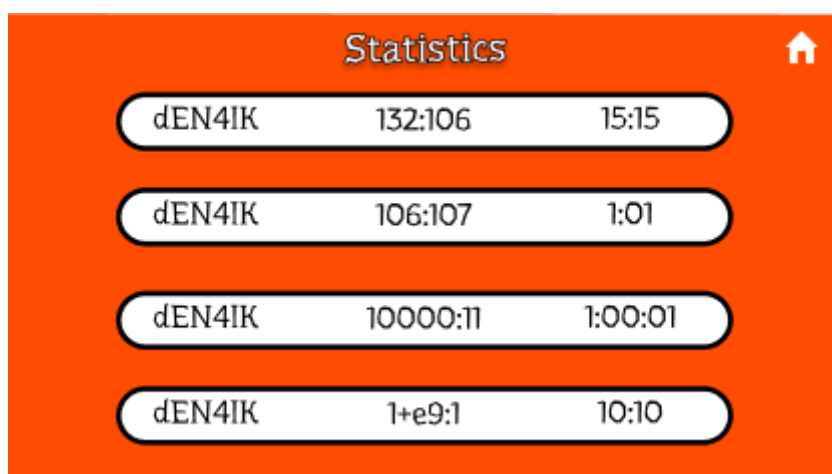 Statistics
dEN4IK 132:106 15:15
dEN4IK 106:107 1:01
dEN4IK 10000:11 1:00:01
dEN4IK 1+e9:1 10:10